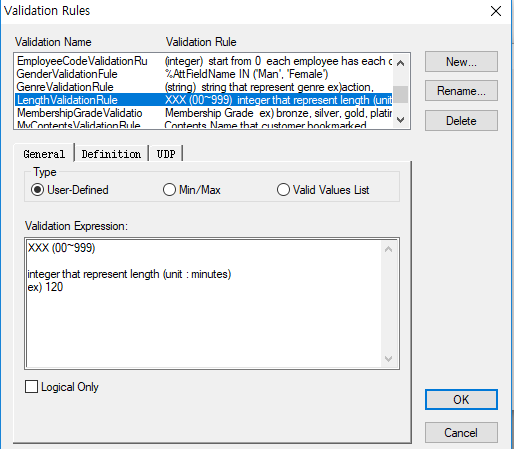 Validation Rules
Validation Name Validation Rule
EmployeeCodeValidationRu (integer) start from 0 each employee has each c
GenderValidationFule %AttFieldName IN ('Man', 'Female')
GenreValidationRule (string) string that represent genre ex)action,
LengthValidationRule XXX (00~999) integer that represent length (unit
MembershipGradeValidatio Membership Grade ex) bronze, silver, gold, platin
MyContentsValidationRule Contents Name that customer bookmarked
New...
Rename...
Delete
General Definition UDP
Type
User-Defined Min/Max Valid Values List
Validation Expression:
XXX (00~999)
integer that represent length (unit : minutes)
ex) 120
Logical Only
OK
Cancel